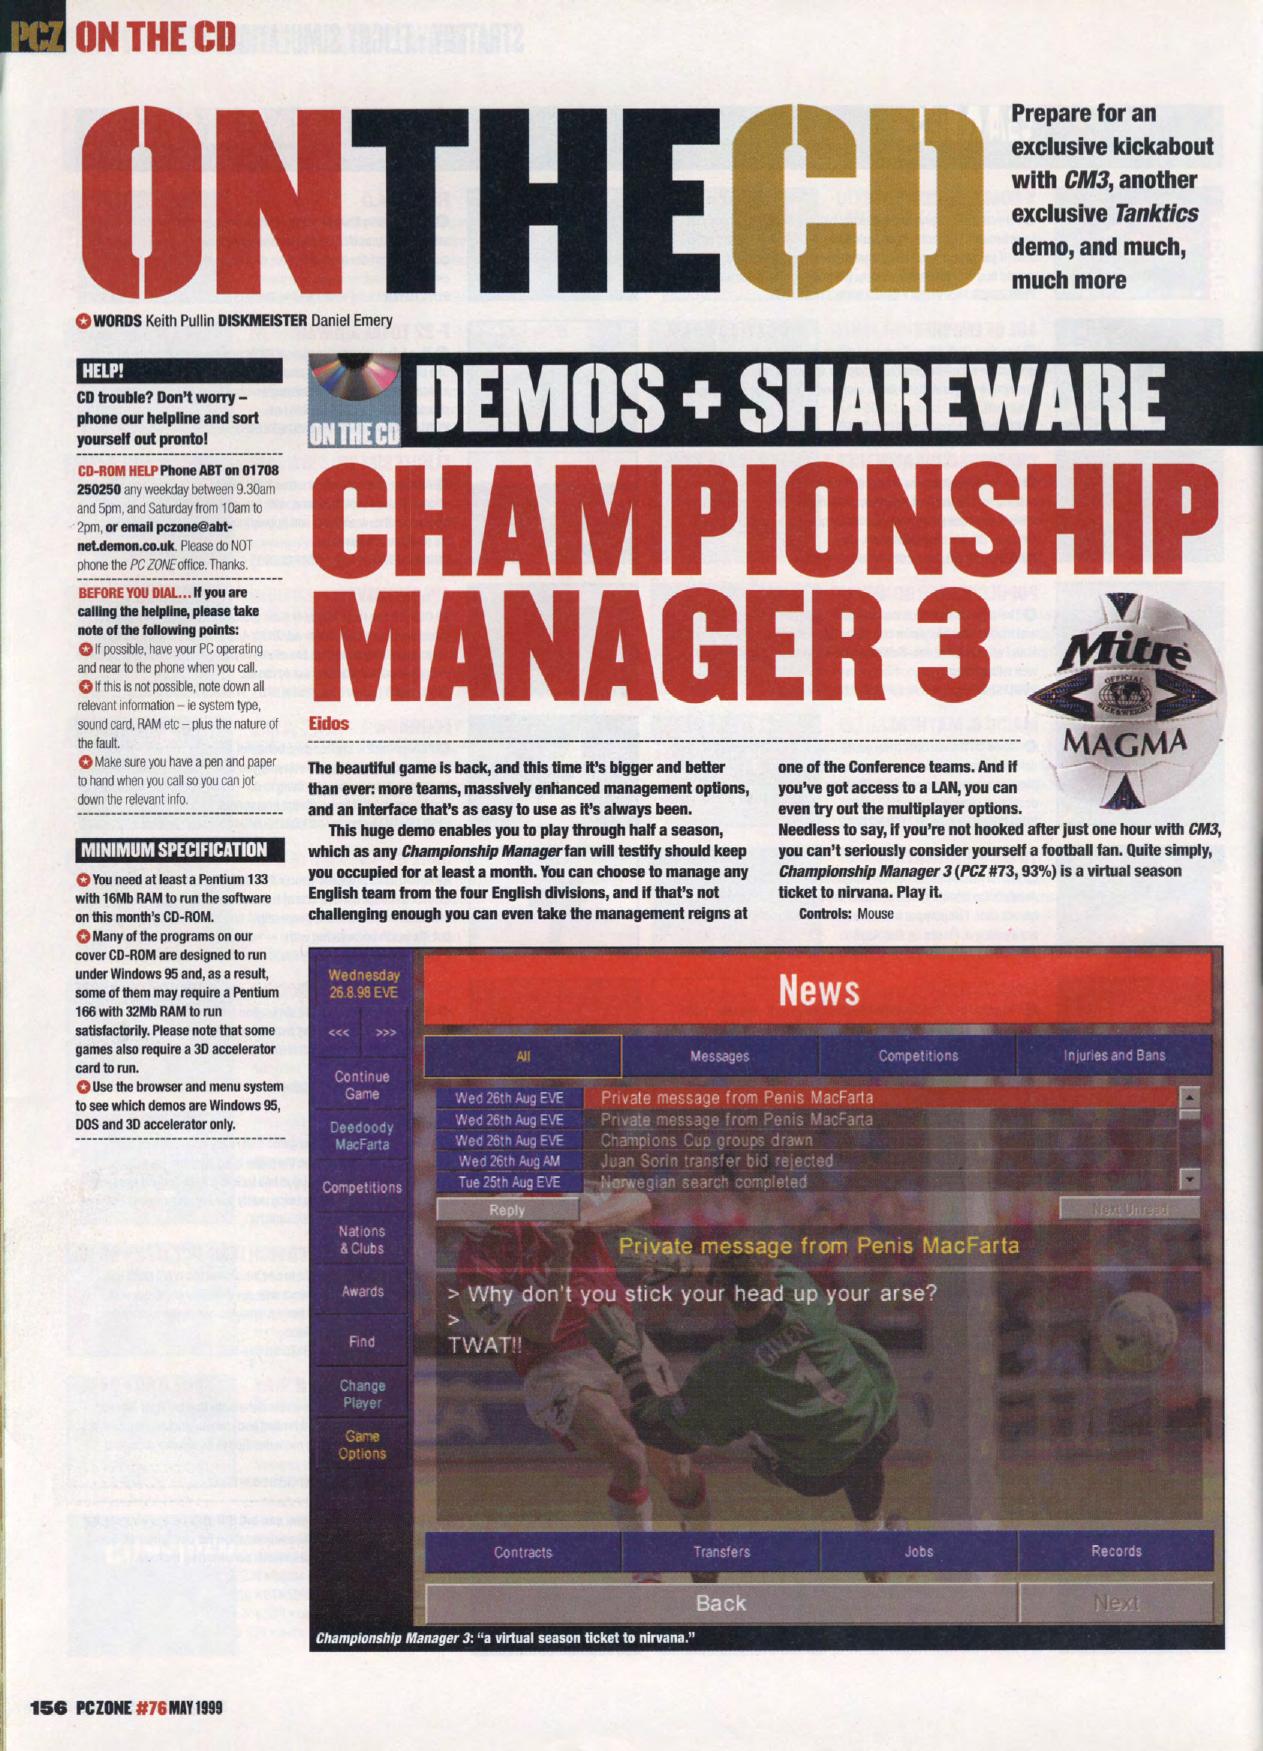 PCZ ON THE CD
ON THE CD
Prepare for an
exclusive kickabout
with CM3, another
exclusive Tanktics
demo, and much,
much more
WORDS Keith Pullin DISKMEISTER Daniel Emery
HELP!
CD trouble? Don't worry –
phone our helpline and sort
yourself out pronto!
CD-ROM HELP Phone ABT on 01708
250250 any weekday between 9.30am
and 5pm, and Saturday from 10am to
2pm, or email pczone@abt-
net.demon.co.uk. Please do NOT
phone the PC ZONE office. Thanks.
BEFORE YOU DIAL... If you are
calling the helpline, please take
note of the following points:
If possible, have your PC operating
and near to the phone when you call.
If this is not possible, note down all
relevant information – ie system type,
sound card, RAM etc – plus the nature of
the fault.
Make sure you have a pen and paper
to hand when you call so you can jot
down the relevant info.
MINIMUM SPECIFICATION
You need at least a Pentium 133
with 16Mb RAM to run the software
on this month's CD-ROM.
Many of the programs on our
cover CD-ROM are designed to run
under Windows 95 and, as a result,
some of them may require a Pentium
166 with 32Mb RAM to run
satisfactorily. Please note that some
games also require a 3D accelerator
card to run.
Use the browser and menu system
to see which demos are Windows 95,
DOS and 3D accelerator only.
ON THE CD
DEMOS + SHAREWARE
CHAMPIONSHIP
MANAGER 3
Eidos
Mitre
OFFICIAL
SIZE&WEIGHT
MAGMA
The beautiful game is back, and this time it's bigger and better
than ever: more teams, massively enhanced management options,
and an interface that's as easy to use as it's always been.
This huge demo enables you to play through half a season,
which as any Championship Manager fan will testify should keep
you occupied for at least a month. You can choose to manage any
English team from the four English divisions, and if that's not
challenging enough you can even take the management reigns at
one of the Conference teams. And if
you've got access to a LAN, you can
even try out the multiplayer options.
Needless to say, if you're not hooked after just one hour with CM3,
you can't seriously consider yourself a football fan. Quite simply,
Championship Manager 3 (PCZ #73, 93%) is a virtual season
ticket to nirvana. Play it.
Controls: Mouse
Wednesday
26.8.98 EVE
<<< >>>
Continue
Game
Deedoody
MacFarta
Competitions
Nations
& Clubs
Awards
Find
Change
Player
Game
Options
News
All Messages Competitions Injuries and Bans
Wed 26th Aug EVE Private message from Penis MacFarta
Wed 26th Aug EVE Private message from Penis MacFarta
Wed 26th Aug EVE Champions Cup groups drawn
Wed 26th Aug AM Juan Sorin transfer bid rejected
Tue 25th Aug EVE Norwegian search completed
Reply Next Unread
Private message from Penis MacFarta
> Why don't you stick your head up your arse?
>
TWAT!!
GIVEN
1
Contracts Transfers Jobs Records
Back Next
Championship Manager 3: “a virtual season ticket to nirvana.”
156 PCZONE #76 MAY 1999